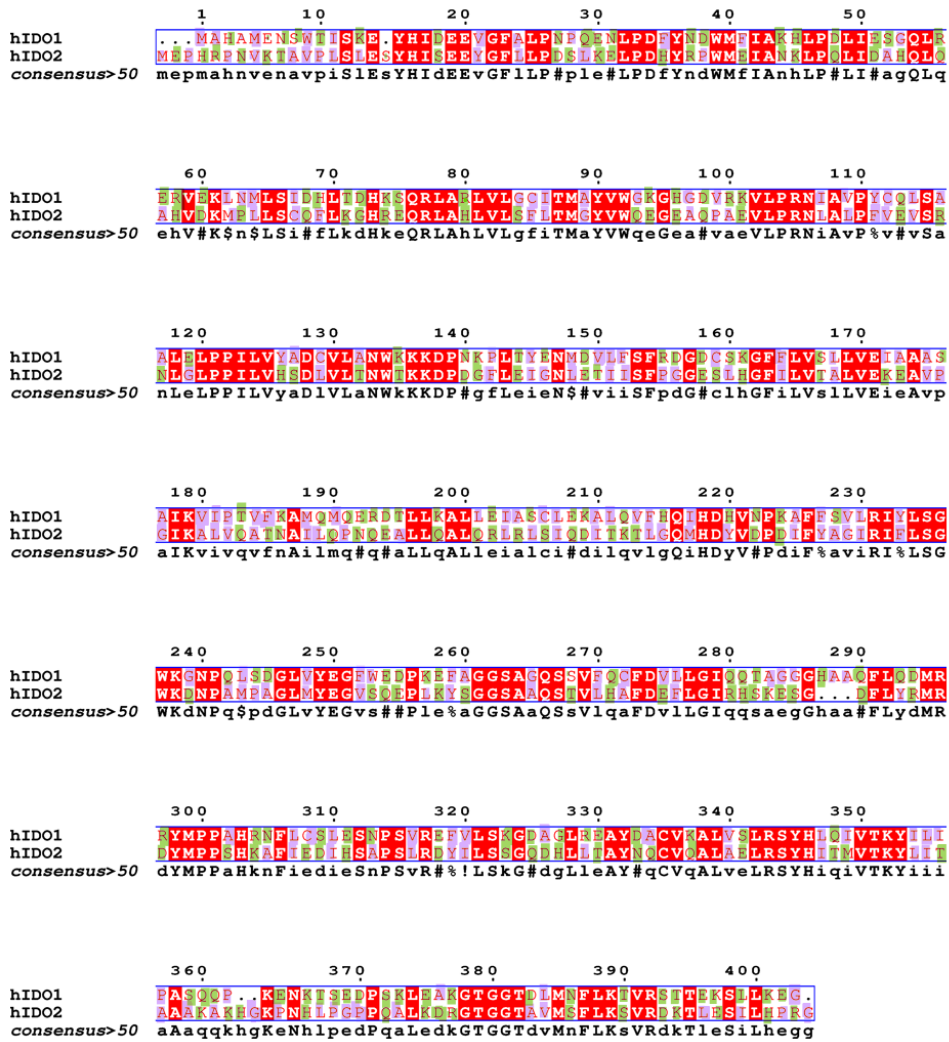 1 10 20 30 40 50
hIDO1 ...MAHAMENSWTISKE.YHIDEEVGFALPNPQENLPDFYNDWMFIAKHLPDLIESGQLR
hIDO2 MEPHRPNVKTAVPLSLESYHISEEYGFLLPDSLKELPDHYRPWMEIANKLPQLIDAHQLQ
consensus>50 mepmahnvenavpiSlEsYHIdEEvGFlLP#ple#LPDfYndWMfIAnhLP#LI#agQLq
60 70 80 90 100 110
hIDO1 ERVEKLNMLSIDHLTDHKSQRLARLVLGCITMAYVWGKGHGDVRKVLPRNIAVPYCQLSA
hIDO2 AHVDKMPLLSCQFLKGHREQRLAHLVLSFLTMGYVWQEGEAQPAEVLPRNLALPFVEVSR
consensus>50 ehV#K$n$LSi#fLkdHkeQRLAhLVLgfiTMaYVWqeGea#vaeVLPRNiAvP%v#vSa
120 130 140 150 160 170
hIDO1 ALELPPILVYADCVLANWKKKDPNKPLTYENMDVLFSFRDGDCSKGFFLVSLLVEIAAAS
hIDO2 NLGLPPILVHSDLVLTNWTKKDPDGFLEIGNLETIISFPGGESLHGFILVTALVEKEAVP
consensus>50 nLeLPPILVyaDlVLaNWkKKDP#gfLeieN$#viiSFpdG#clhGFiLVslLVEieAvp
180 190 200 210 220 230
hIDO1 AIKVIPTVFKAMQMQERDTLLKALLEIASCLEKALQVFHQIHDHVNPKAFFSVLRIYLSG
hIDO2 GIKALVQATNAILQPNQEALLQALQRLRLSIQDITKTLGQMHDYVDPDIFYAGIRIFLSG
consensus>50 aIKvivqvfnAilmq#q#aLLqALleialci#dilqvlgQiHDyV#PdiF%aviRI%LSG
240 250 260 270 280 290
hIDO1 WKGNPQLSDGLVYEGFWEDPKEFAGGSAGQSSVFQCFDVLLGIQQTAGGGHAAQFLQDMR
hIDO2 WKDNPAMPAGLMYEGVSQEPLKYSGGSAAQSTVLHAFDEFLGIRHSKESG...DFLYRMR
consensus>50 WKdNPq$pdGLvYEGvs##Ple%aGGSAaQSsVlqaFDvlLGIqqsaegGhaa#FLydMR
300 310 320 330 340 350
hIDO1 RYMPPAHRNFLCSLESNPSVREFVLSKGDAGLREAYDACVKALVSLRSYHLQIVTKYILI
hIDO2 DYMPPSHKAFIEDIHSAPSLRDYILSSGQDHLLTAYNQCVQALAELRSYHITMVTKYLIT
consensus>50 dYMPPaHknFiedieSnPSvR#%!LSkG#dgLleAY#qCVqALveLRSYHiqiVTKYiii
360 370 380 390 400
hIDO1 PASQQP..KENKTSEDPSKLEAKGTGGTDLMNFLKTVRSTTEKSLLKEG.
hIDO2 AAAKAKHGKPNHLPGPPQALKDRGTGGTAVMSFLKSVRDKTLESILHPRG
consensus>50 aAaqqkhgKeNhlpedPqaLedkGTGGTdvMnFLKsVRdkTleSiLhegg